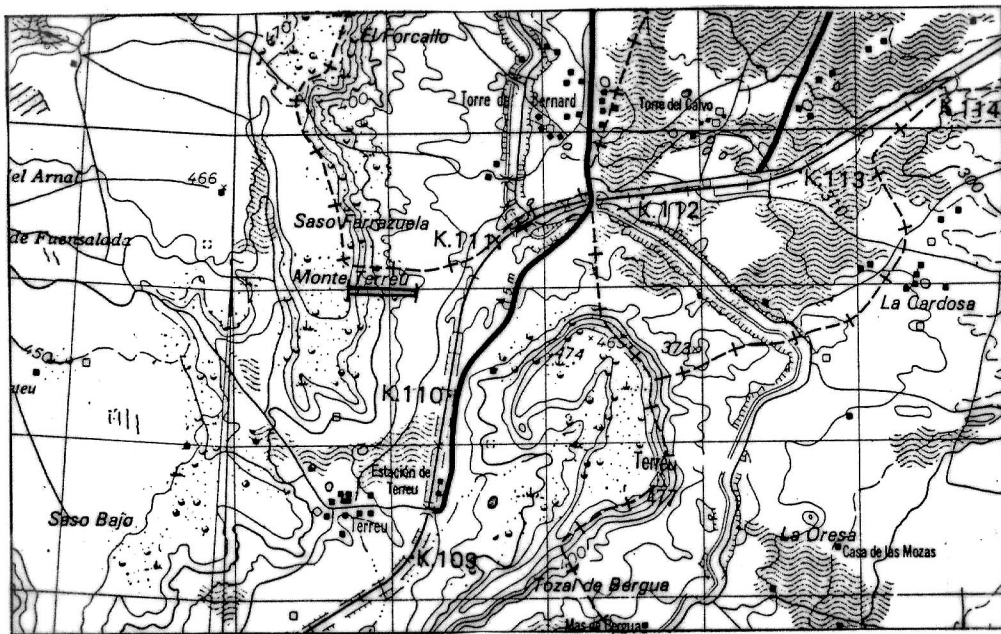 El Forcallo
Torre de Bernard
Torre del Calvo
K.114
el Arnal
466
K.113
Saso Farrazuela
K.112
de Fuensalada
K.111
Monte Terreu
La Cardosa
450
474
465
373
ueu
K.110
Estación de
Terreu
Terreu
477
Saso Bajo
Terreu
La Oresa
Casa de las Mozas
K.109
Tozal de Bergua
Mas de Bergua